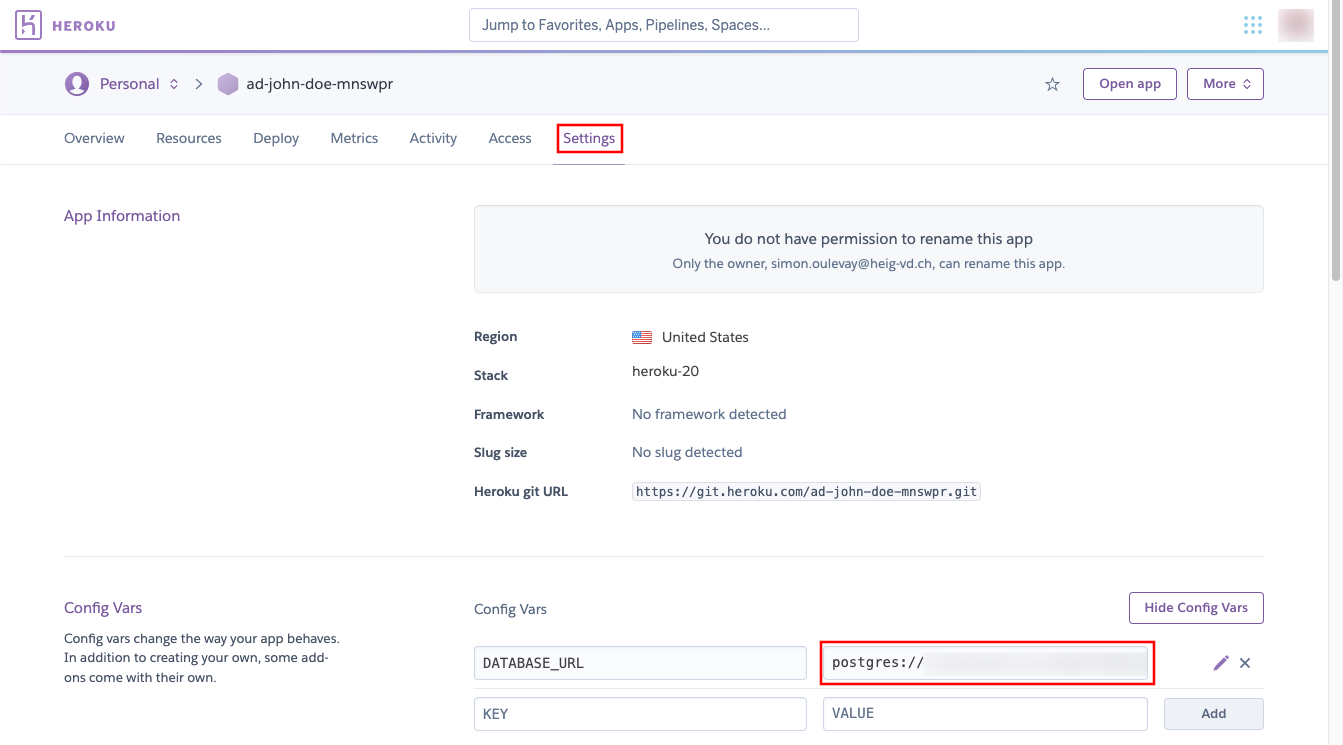 HEROKU
Jump to Favorites, Apps, Pipelines, Spaces...
Personal
ad-john-doe-mnswpr
Open app
More
Overview
Resources
Deploy
Metrics
Activity
Access
Settings
App Information
You do not have permission to rename this app
Only the owner, simon.oulevay@heig-vd.ch, can rename this app.
Region
United States
Stack
heroku-20
Framework
No framework detected
Slug size
No slug detected
Heroku git URL
https://git.heroku.com/ad-john-doe-mnswpr.git
Config Vars
Config vars change the way your app behaves.
In addition to creating your own, some add-
ons come with their own.
Config Vars
Hide Config Vars
DATABASE_URL
postgres://
KEY
VALUE
Add